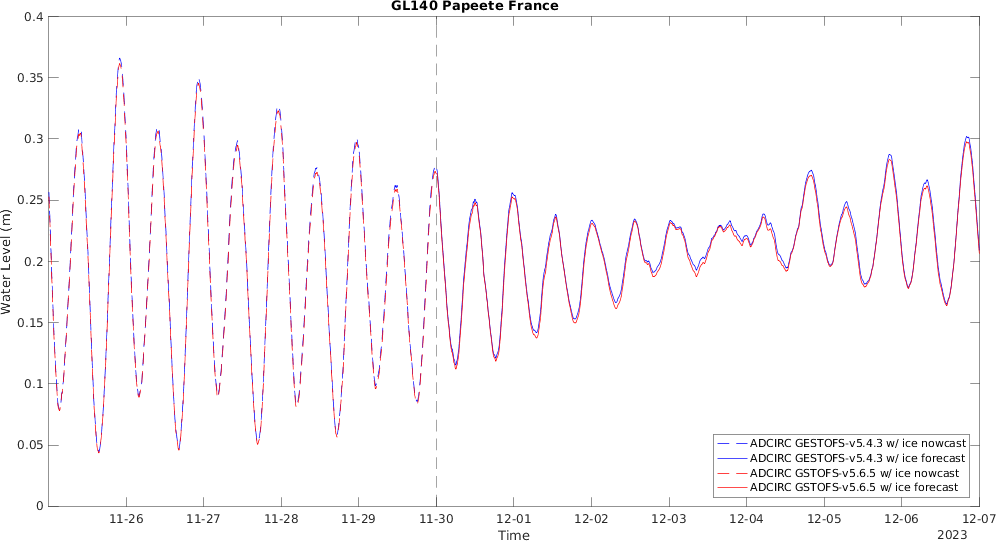 GL140 Papeete France
0.4
0.35
0.3
0.25
0.2
0.15
0.1
0.05
0
Water Level (m)
ADCIRC GESTOFS-v5.4.3 w/ ice nowcast
ADCIRC GESTOFS-v5.4.3 w/ ice forecast
ADCIRC GSTOFS-v5.6.5 w/ ice nowcast
ADCIRC GSTOFS-v5.6.5 w/ ice forecast
11-26 11-27 11-28 11-29 11-30 12-01 12-02 12-03 12-04 12-05 12-06 12-07
Time
2023